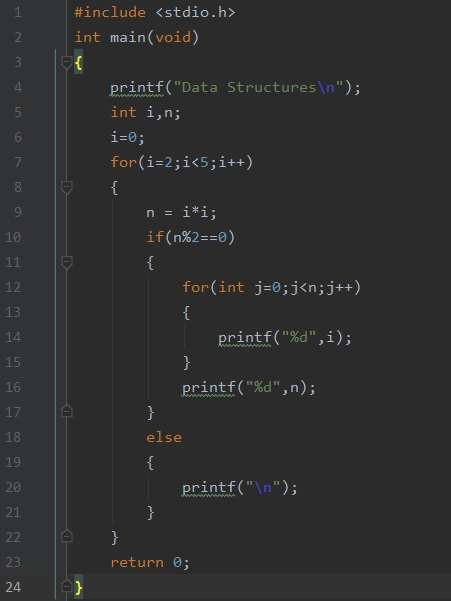 1 #include <stdio.h>
2 int main(void)
3 {
4     printf("Data Structures\n");
5     int i,n;
6     i=0;
7     for(i=2;i<5;i++)
8     {
9         n = i*i;
10         if(n%2==0)
11         {
12             for(int j=0;j<n;j++)
13             {
14                 printf("%d",i);
15             }
16             printf("%d",n);
17         }
18         else
19         {
20             printf("\n");
21         }
22     }
23     return 0;
24 }